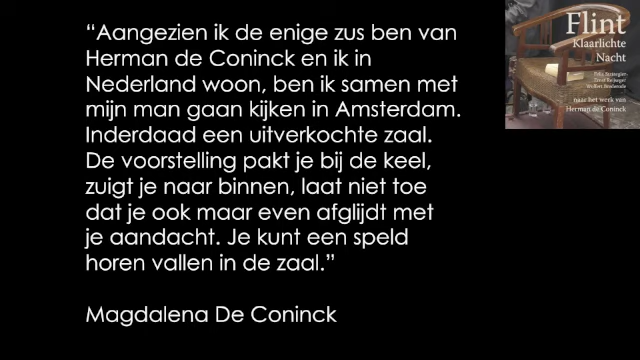 “Aangezien ik de enige zus ben van
Herman de Coninck en ik in
Nederland woon, ben ik samen met
mijn man gaan kijken in Amsterdam.
Inderdaad een uitverkochte zaal.
De voorstelling pakt je bij de keel,
zuigt je naar binnen, laat niet toe
dat je ook maar even afglijdt met
je aandacht. Je kunt een speld
horen vallen in de zaal.”
Magdalena De Coninck
Flint
Klaarlichte
Nacht
naar het werk van
Herman de Coninck